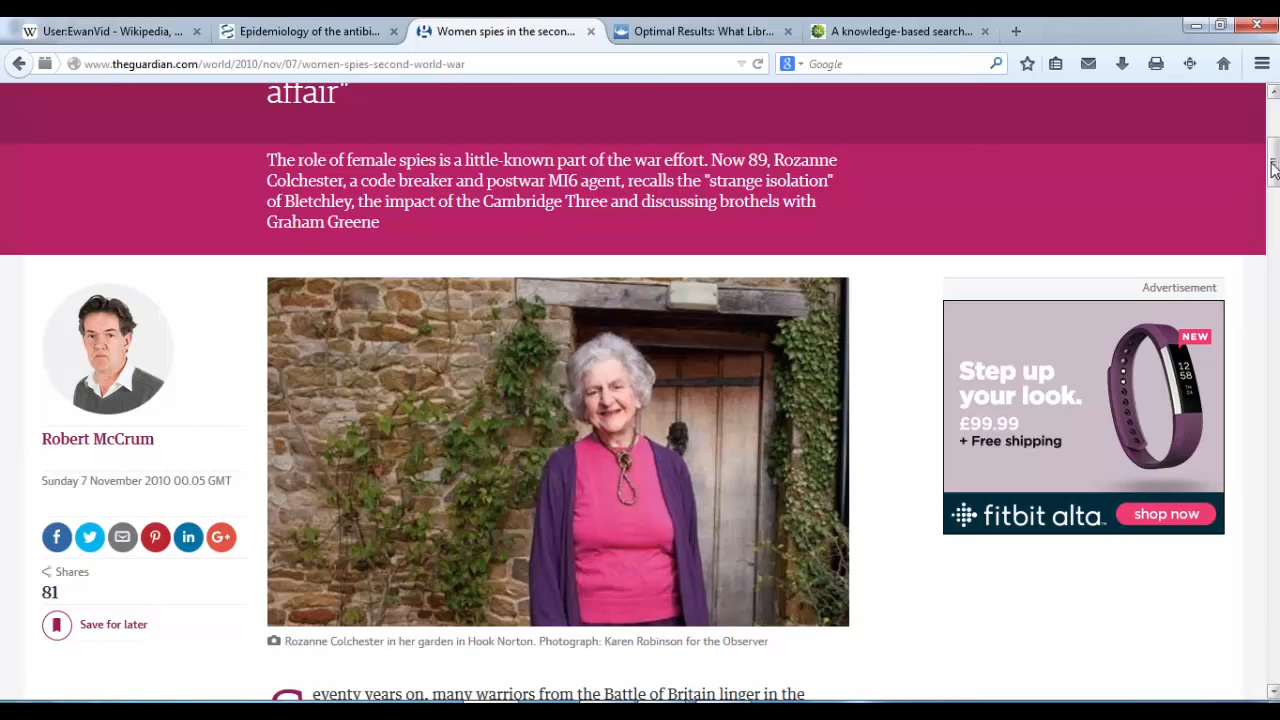 User:EwanVid - Wikipedia, ...
Epidemiology of the antibi...
Women spies in the secon...
Optimal Results: What Libr...
A knowledge-based search...
www.theguardian.com/world/2010/nov/07/women-spies-second-world-war
Google
affair"
The role of female spies is a little-known part of the war effort. Now 89, Rozanne
Colchester, a code breaker and postwar MI6 agent, recalls the "strange isolation"
of Bletchley, the impact of the Cambridge Three and discussing brothels with
Graham Greene
Robert McCrum
Sunday 7 November 2010 00.05 GMT
Shares
81
Save for later
Rozanne Colchester in her garden in Hook Norton. Photograph: Karen Robinson for the Observer
Seventy years on, many warriors from the Battle of Britain linger in the
Advertisement
NEW
Step up
your look.
£99.99
+ Free shipping
12
58
fitbit alta™
shop now